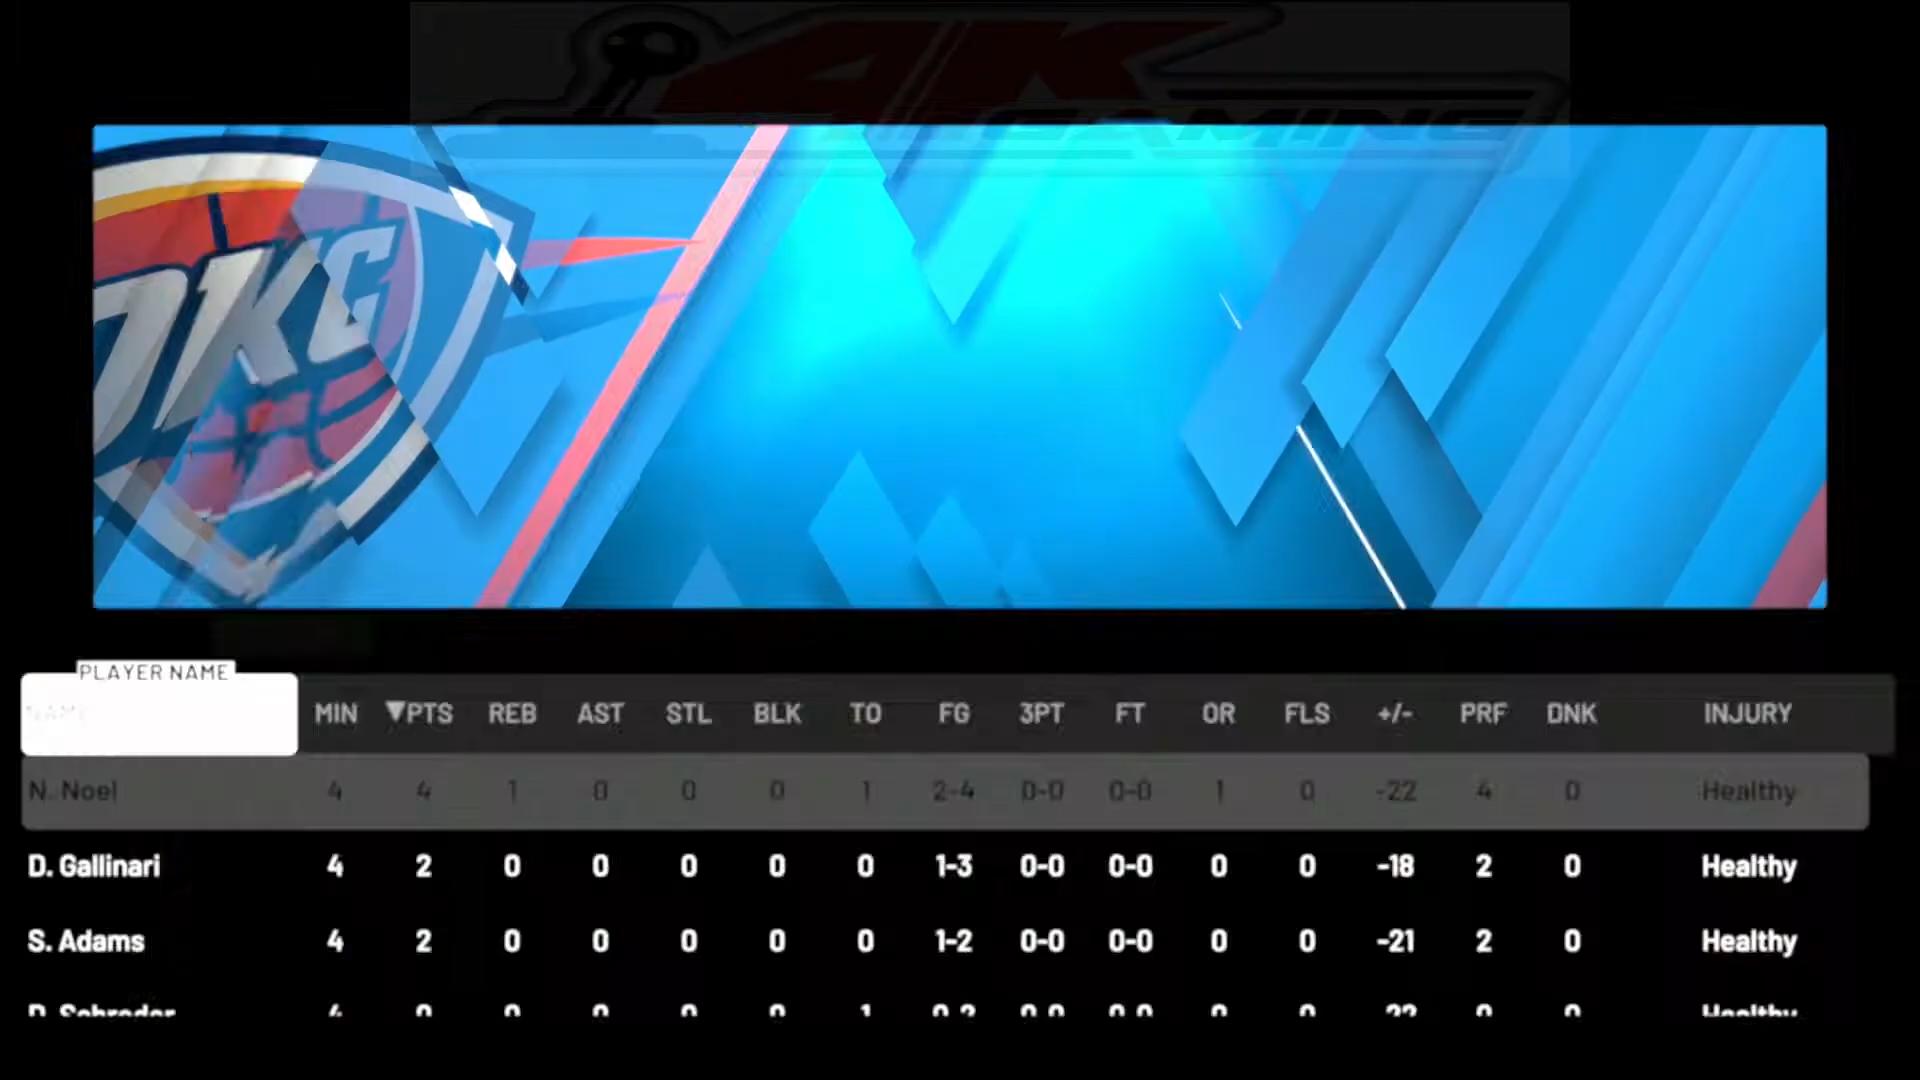 AK
GAMING
OKC
PLAYER NAME
NAME
MIN ▼PTS REB AST STL BLK TO FG 3PT FT OR FLS +/- PRF DNK INJURY
N. Noel 4 4 1 0 0 0 1 2-4 0-0 0-0 1 0 -22 4 0 Healthy
D. Gallinari 4 2 0 0 0 0 0 1-3 0-0 0-0 0 0 -18 2 0 Healthy
S. Adams 4 2 0 0 0 0 0 1-2 0-0 0-0 0 0 -21 2 0 Healthy